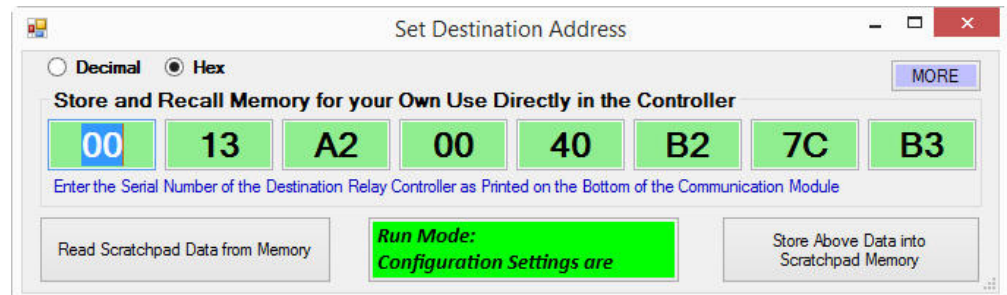 Set Destination Address
Decimal Hex
MORE
Store and Recall Memory for your Own Use Directly in the Controller
00 13 A2 00 40 B2 7C B3
Enter the Serial Number of the Destination Relay Controller as Printed on the Bottom of the Communication Module
Read Scratchpad Data from Memory
Run Mode:
Configuration Settings are
Store Above Data into
Scratchpad Memory